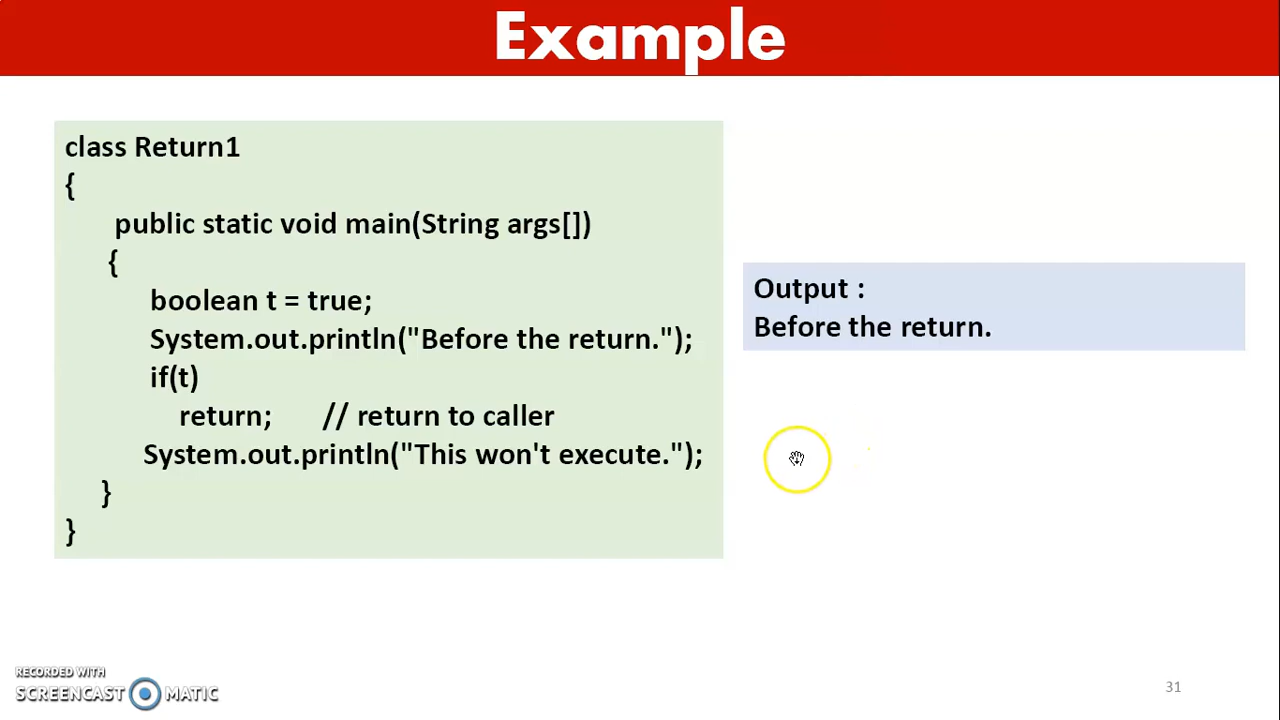 Example
class Return1
{
public static void main(String args[])
{
boolean t = true;
System.out.println("Before the return.");
if(t)
return; // return to caller
System.out.println("This won't execute.");
}
}
Output :
Before the return.
RECORDED WITH
SCREENCAST MATIC
31